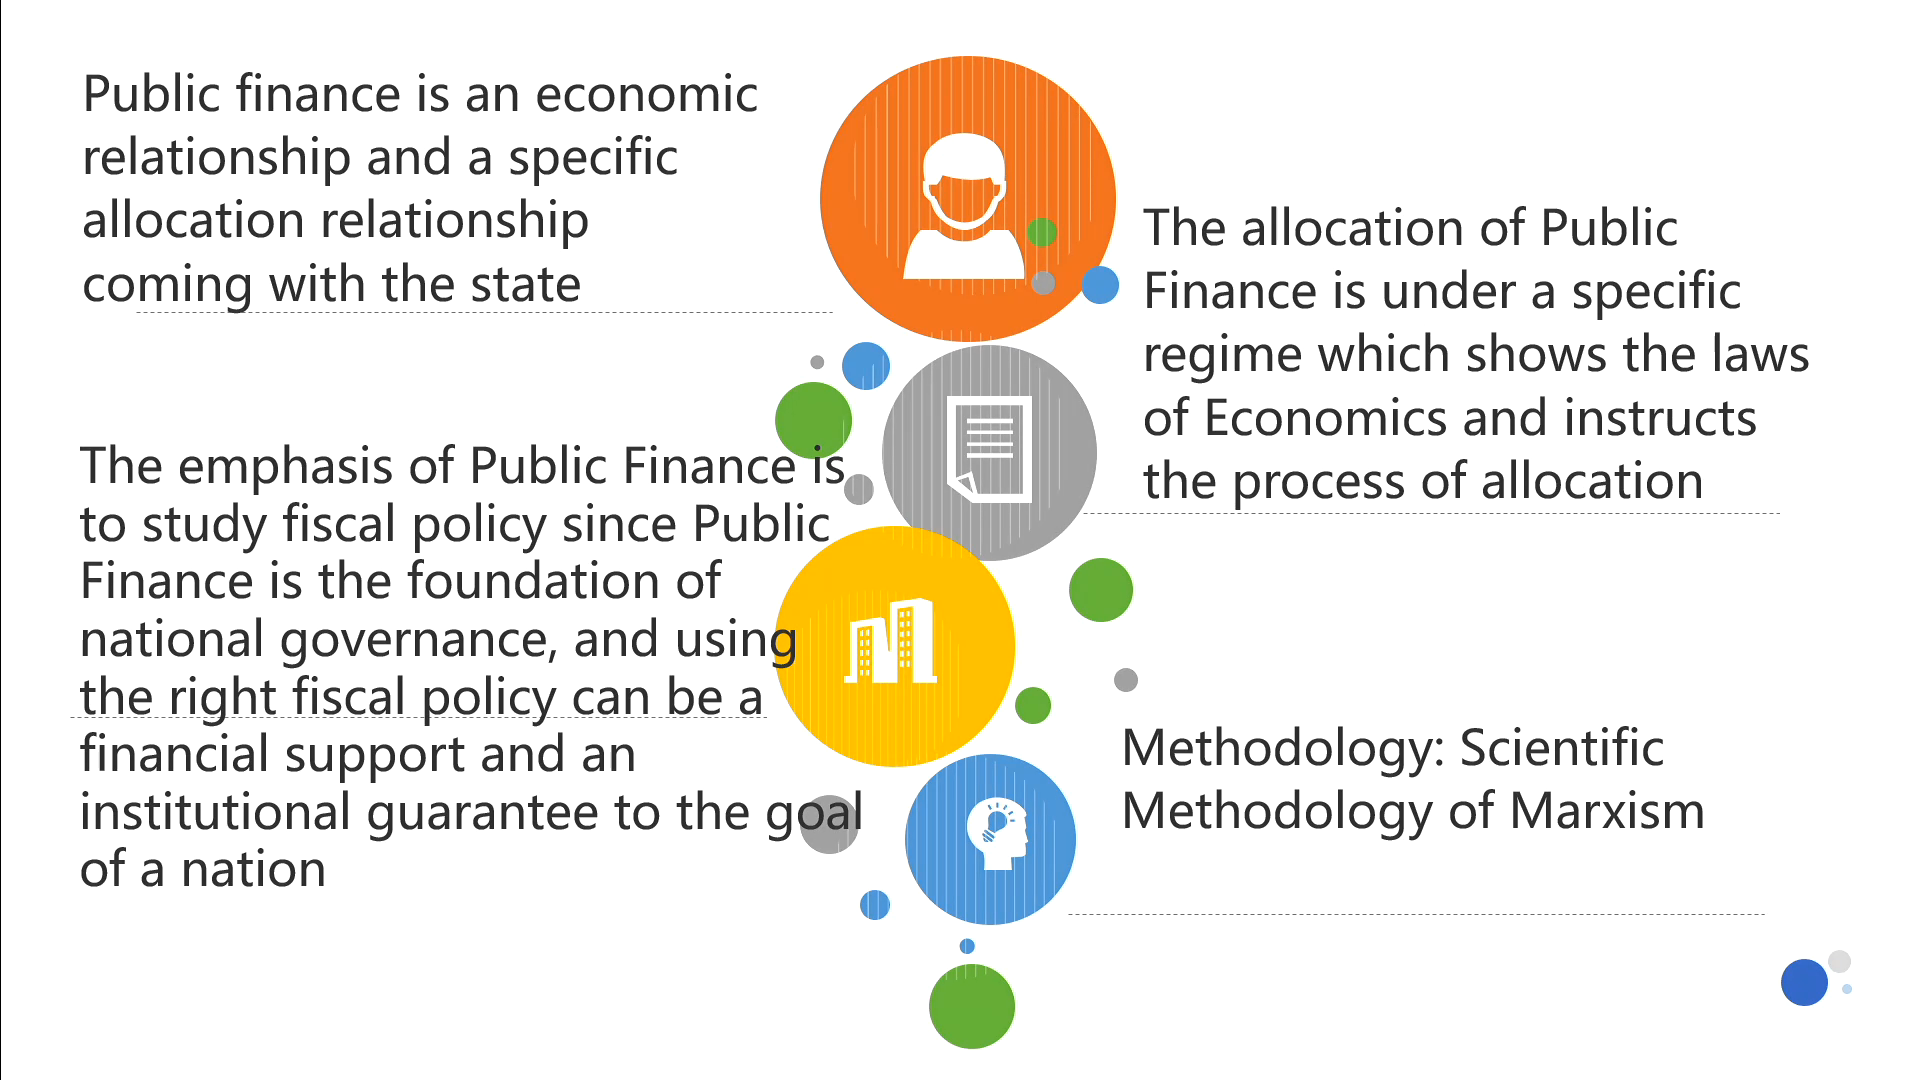 Public finance is an economic
relationship and a specific
allocation relationship
coming with the state
The allocation of Public
Finance is under a specific
regime which shows the laws
of Economics and instructs
the process of allocation
The emphasis of Public Finance is
to study fiscal policy since Public
Finance is the foundation of
national governance, and using
the right fiscal policy can be a
financial support and an
institutional guarantee to the goal
of a nation
Methodology: Scientific
Methodology of Marxism